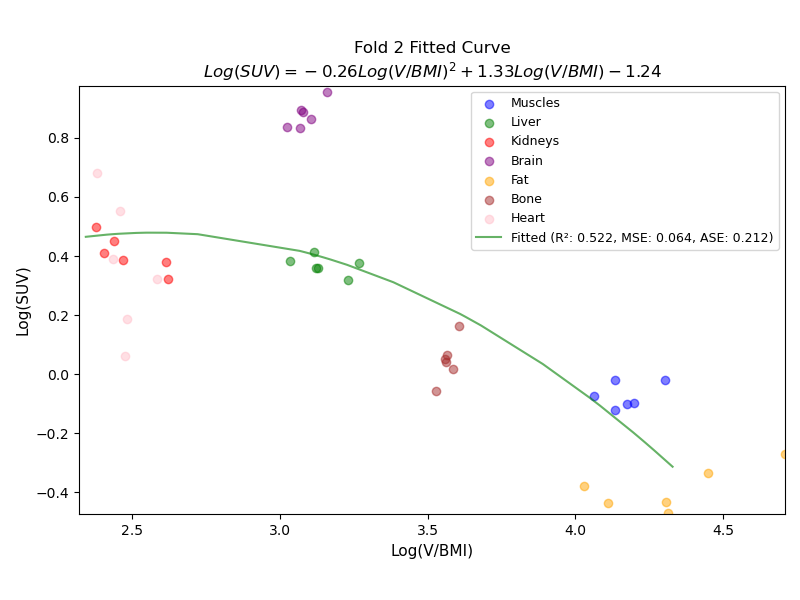 Fold 2 Fitted Curve
Log(SUV) = −0.26Log(V/BMI)² + 1.33Log(V/BMI) − 1.24
Muscles
Liver
Kidneys
Brain
Fat
Bone
Heart
Fitted (R²: 0.522, MSE: 0.064, ASE: 0.212)
Log(SUV)
0.8
0.6
0.4
0.2
0.0
−0.2
−0.4
2.5 3.0 3.5 4.0 4.5
Log(V/BMI)